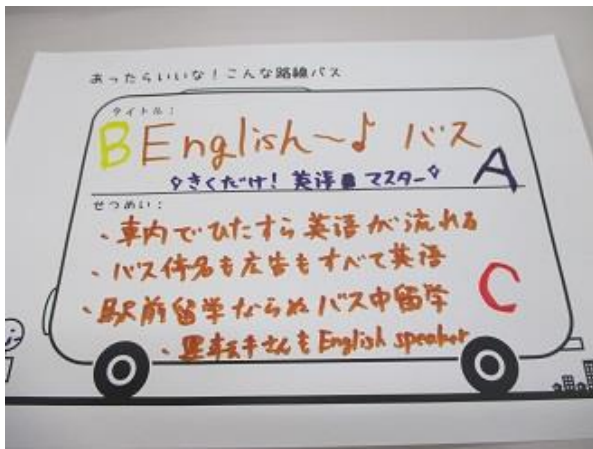 あったらいいな！こんな路線バス
タイトル：
B English～♪ バス
きくだけ！ 英語 マスター A
せつめい：
・車内でひたすら英語が流れる
・バス停名も広告もすべて英語
・駅前留学ならぬバス中留学 C
・運転手さんもEnglish speaker